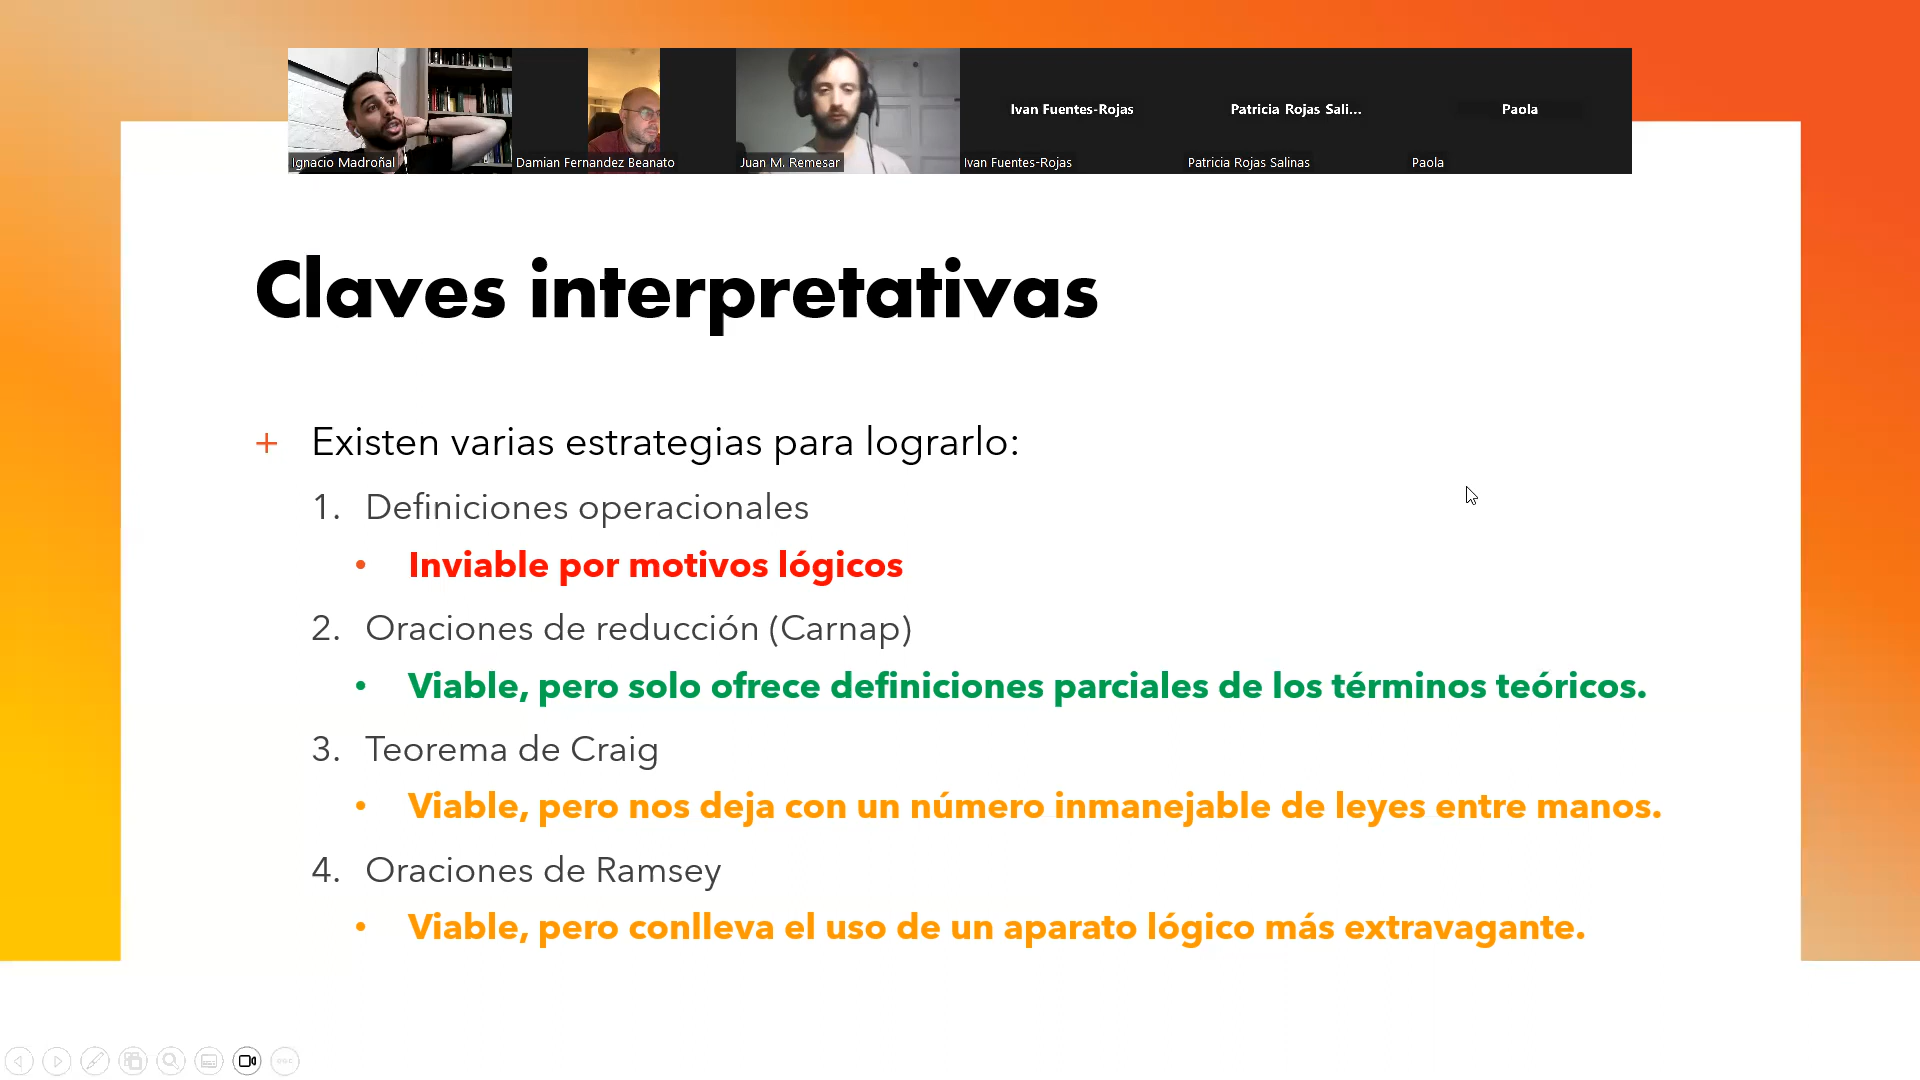 Ivan Fuentes-Rojas
Patricia Rojas Sali...
Paola
Ignacio Madroñal
Damian Fernandez Beanato
Juan M. Remesar
Ivan Fuentes-Rojas
Patricia Rojas Salinas
Paola
Claves interpretativas
+ Existen varias estrategias para lograrlo:
1. Definiciones operacionales
• Inviable por motivos lógicos
2. Oraciones de reducción (Carnap)
• Viable, pero solo ofrece definiciones parciales de los términos teóricos.
3. Teorema de Craig
• Viable, pero nos deja con un número inmanejable de leyes entre manos.
4. Oraciones de Ramsey
• Viable, pero conlleva el uso de un aparato lógico más extravagante.